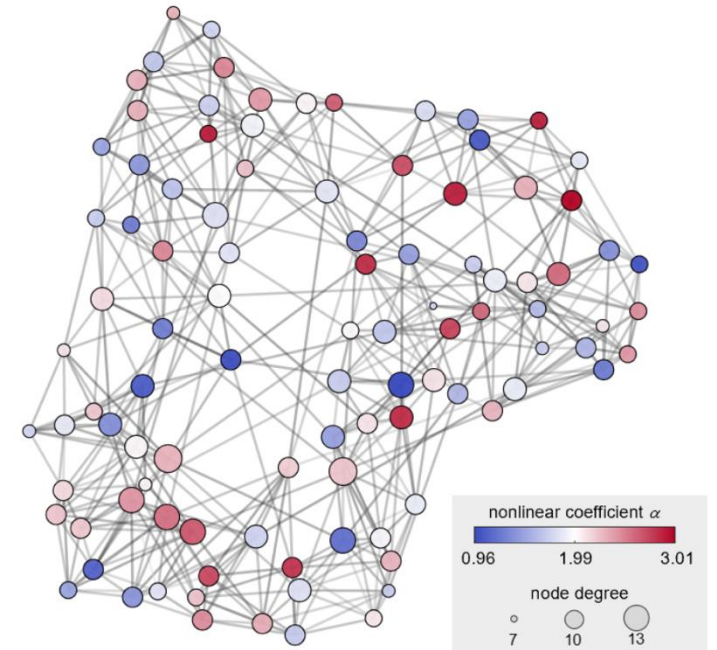 nonlinear coefficient α
0.96 1.99 3.01
node degree
7 10 13